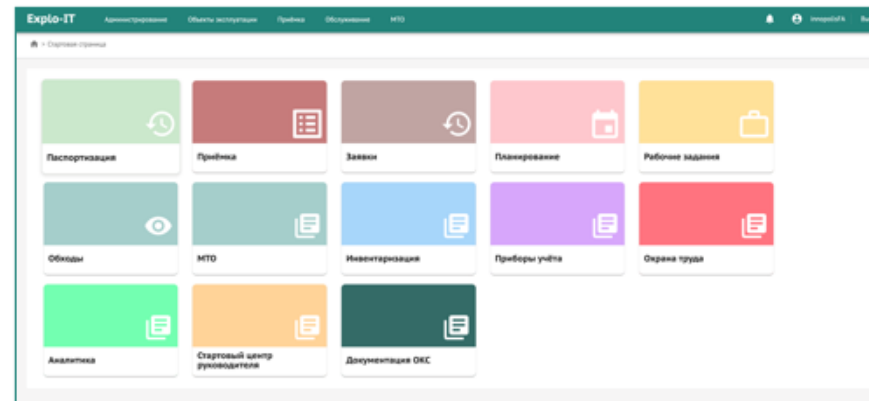 Explo-IT Администрирование Объекты эксплуатации Приёмка Обслуживание МТО
> Стартовая страница
Паспортизация Приёмка Заявки Планирование Рабочие задания
Обходы МТО Инвентаризация Приборы учёта Охрана труда
Аналитика Стартовый центр руководителя Документация ОКС